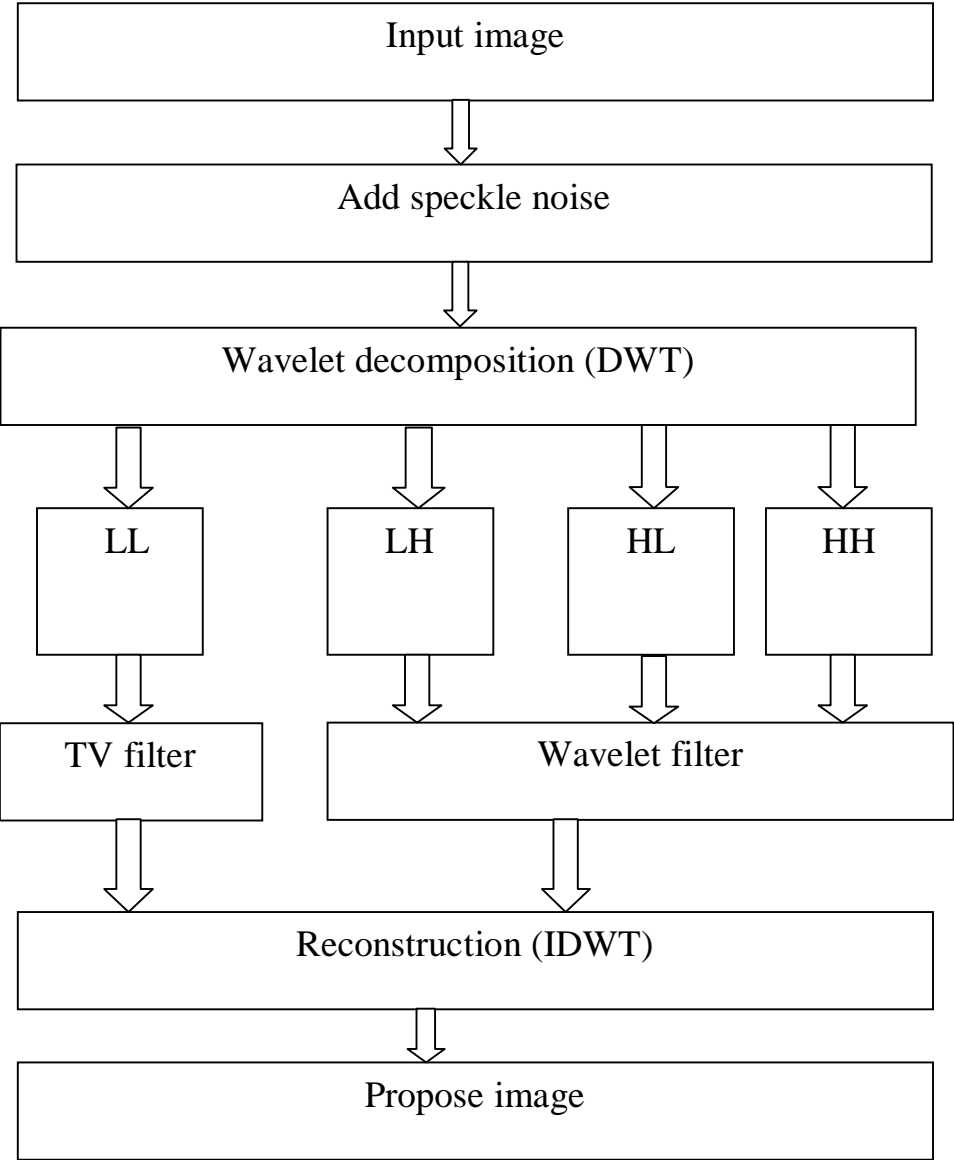 Input image
Add speckle noise
Wavelet decomposition (DWT)
LL
LH
HL
HH
TV filter
Wavelet filter
Reconstruction (IDWT)
Propose image